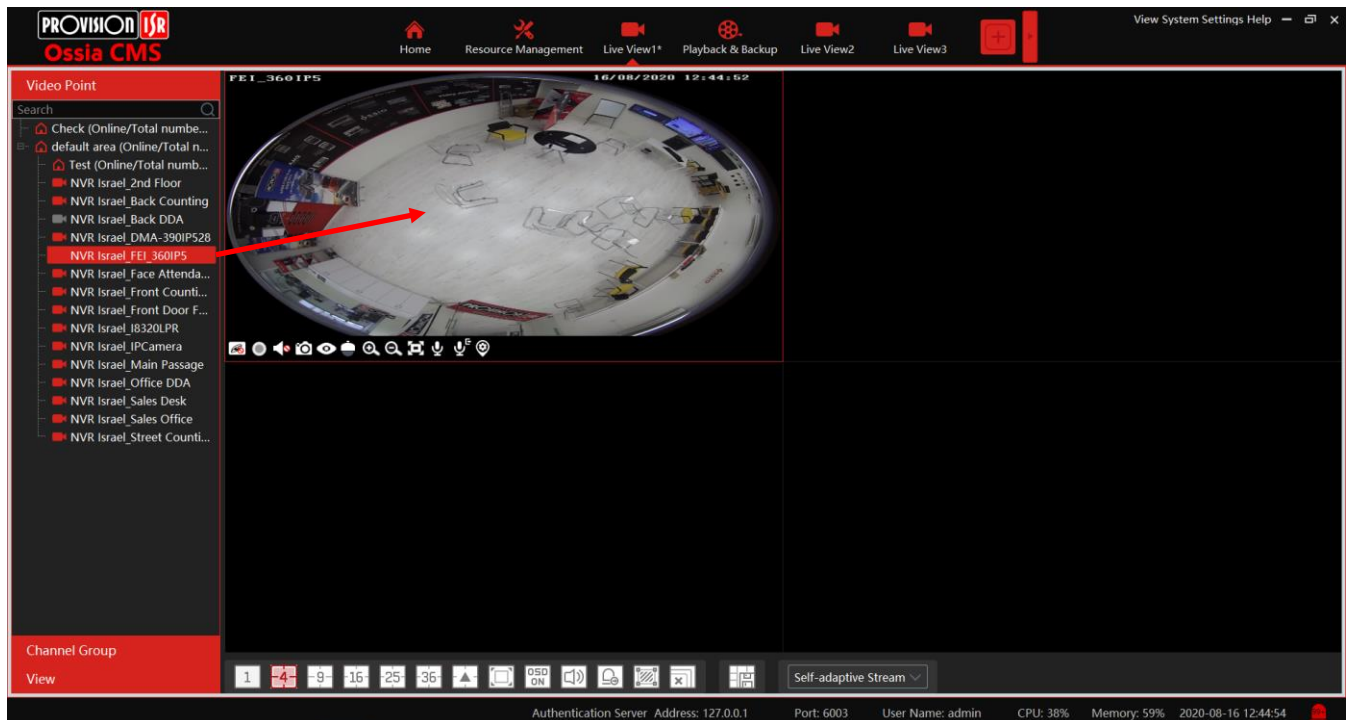 PROVISION ISR
Ossia CMS
Home
Resource Management
Live View1*
Playback & Backup
Live View2
Live View3
View System Settings Help
Video Point
Search
Check (Online/Total numbe...
default area (Online/Total n...
Test (Online/Total numb...
NVR Israel_2nd Floor
NVR Israel_Back Counting
NVR Israel_Back DDA
NVR Israel_DMA-390IP528
NVR Israel_FEI_360IP5
NVR Israel_Face Attenda...
NVR Israel_Front Counti...
NVR Israel_Front Door F...
NVR Israel_I8320LPR
NVR Israel_IPCamera
NVR Israel_Main Passage
NVR Israel_Office DDA
NVR Israel_Sales Desk
NVR Israel_Sales Office
NVR Israel_Street Counti...
Channel Group
View
FEI_360IP5
16/08/2020 12:44:52
1
4
9
16
25
36
OSD ON
Self-adaptive Stream
Authentication Server Address: 127.0.0.1
Port: 6003
User Name: admin
CPU: 38%
Memory: 59%
2020-08-16 12:44:54